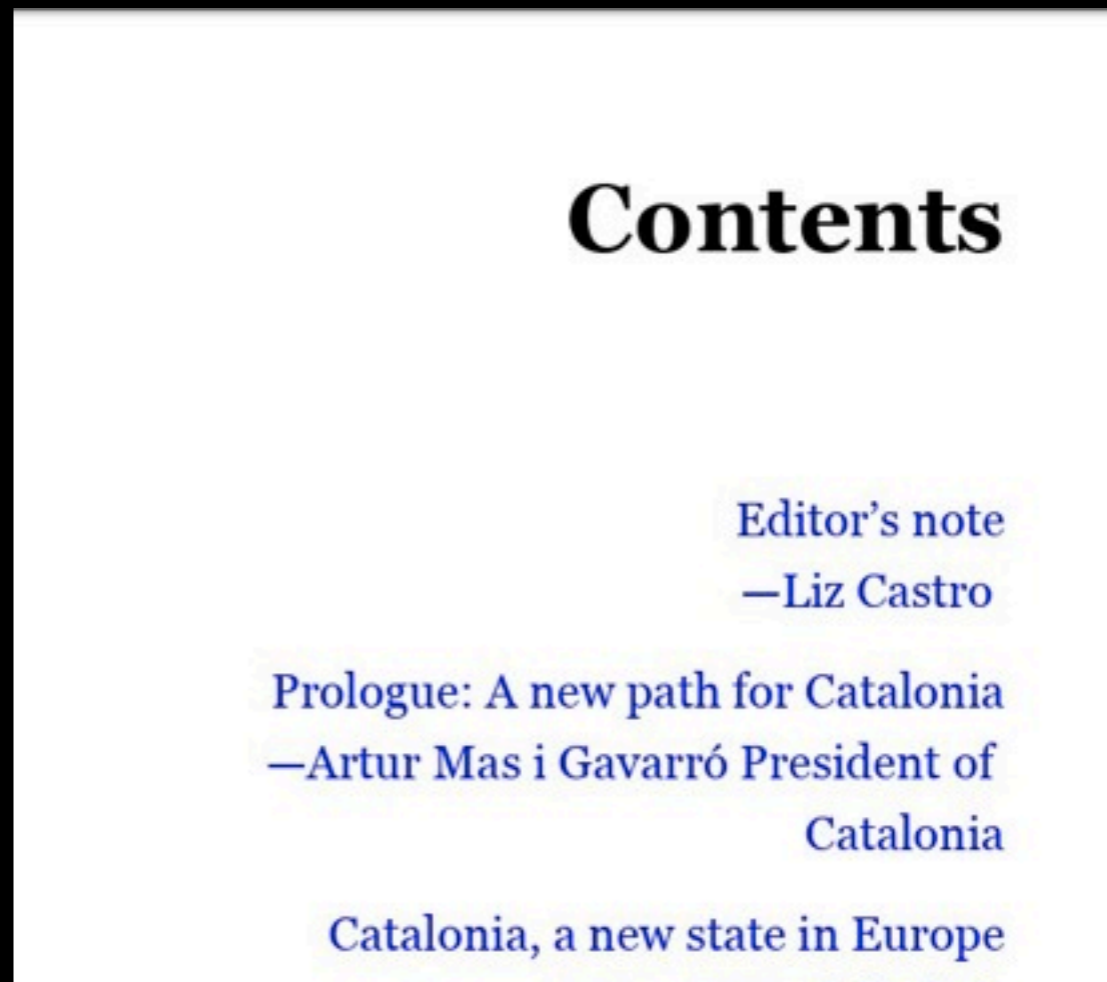 Contents
Editor’s note
—Liz Castro
Prologue: A new path for Catalonia
—Artur Mas i Gavarró President of
Catalonia
Catalonia, a new state in Europe